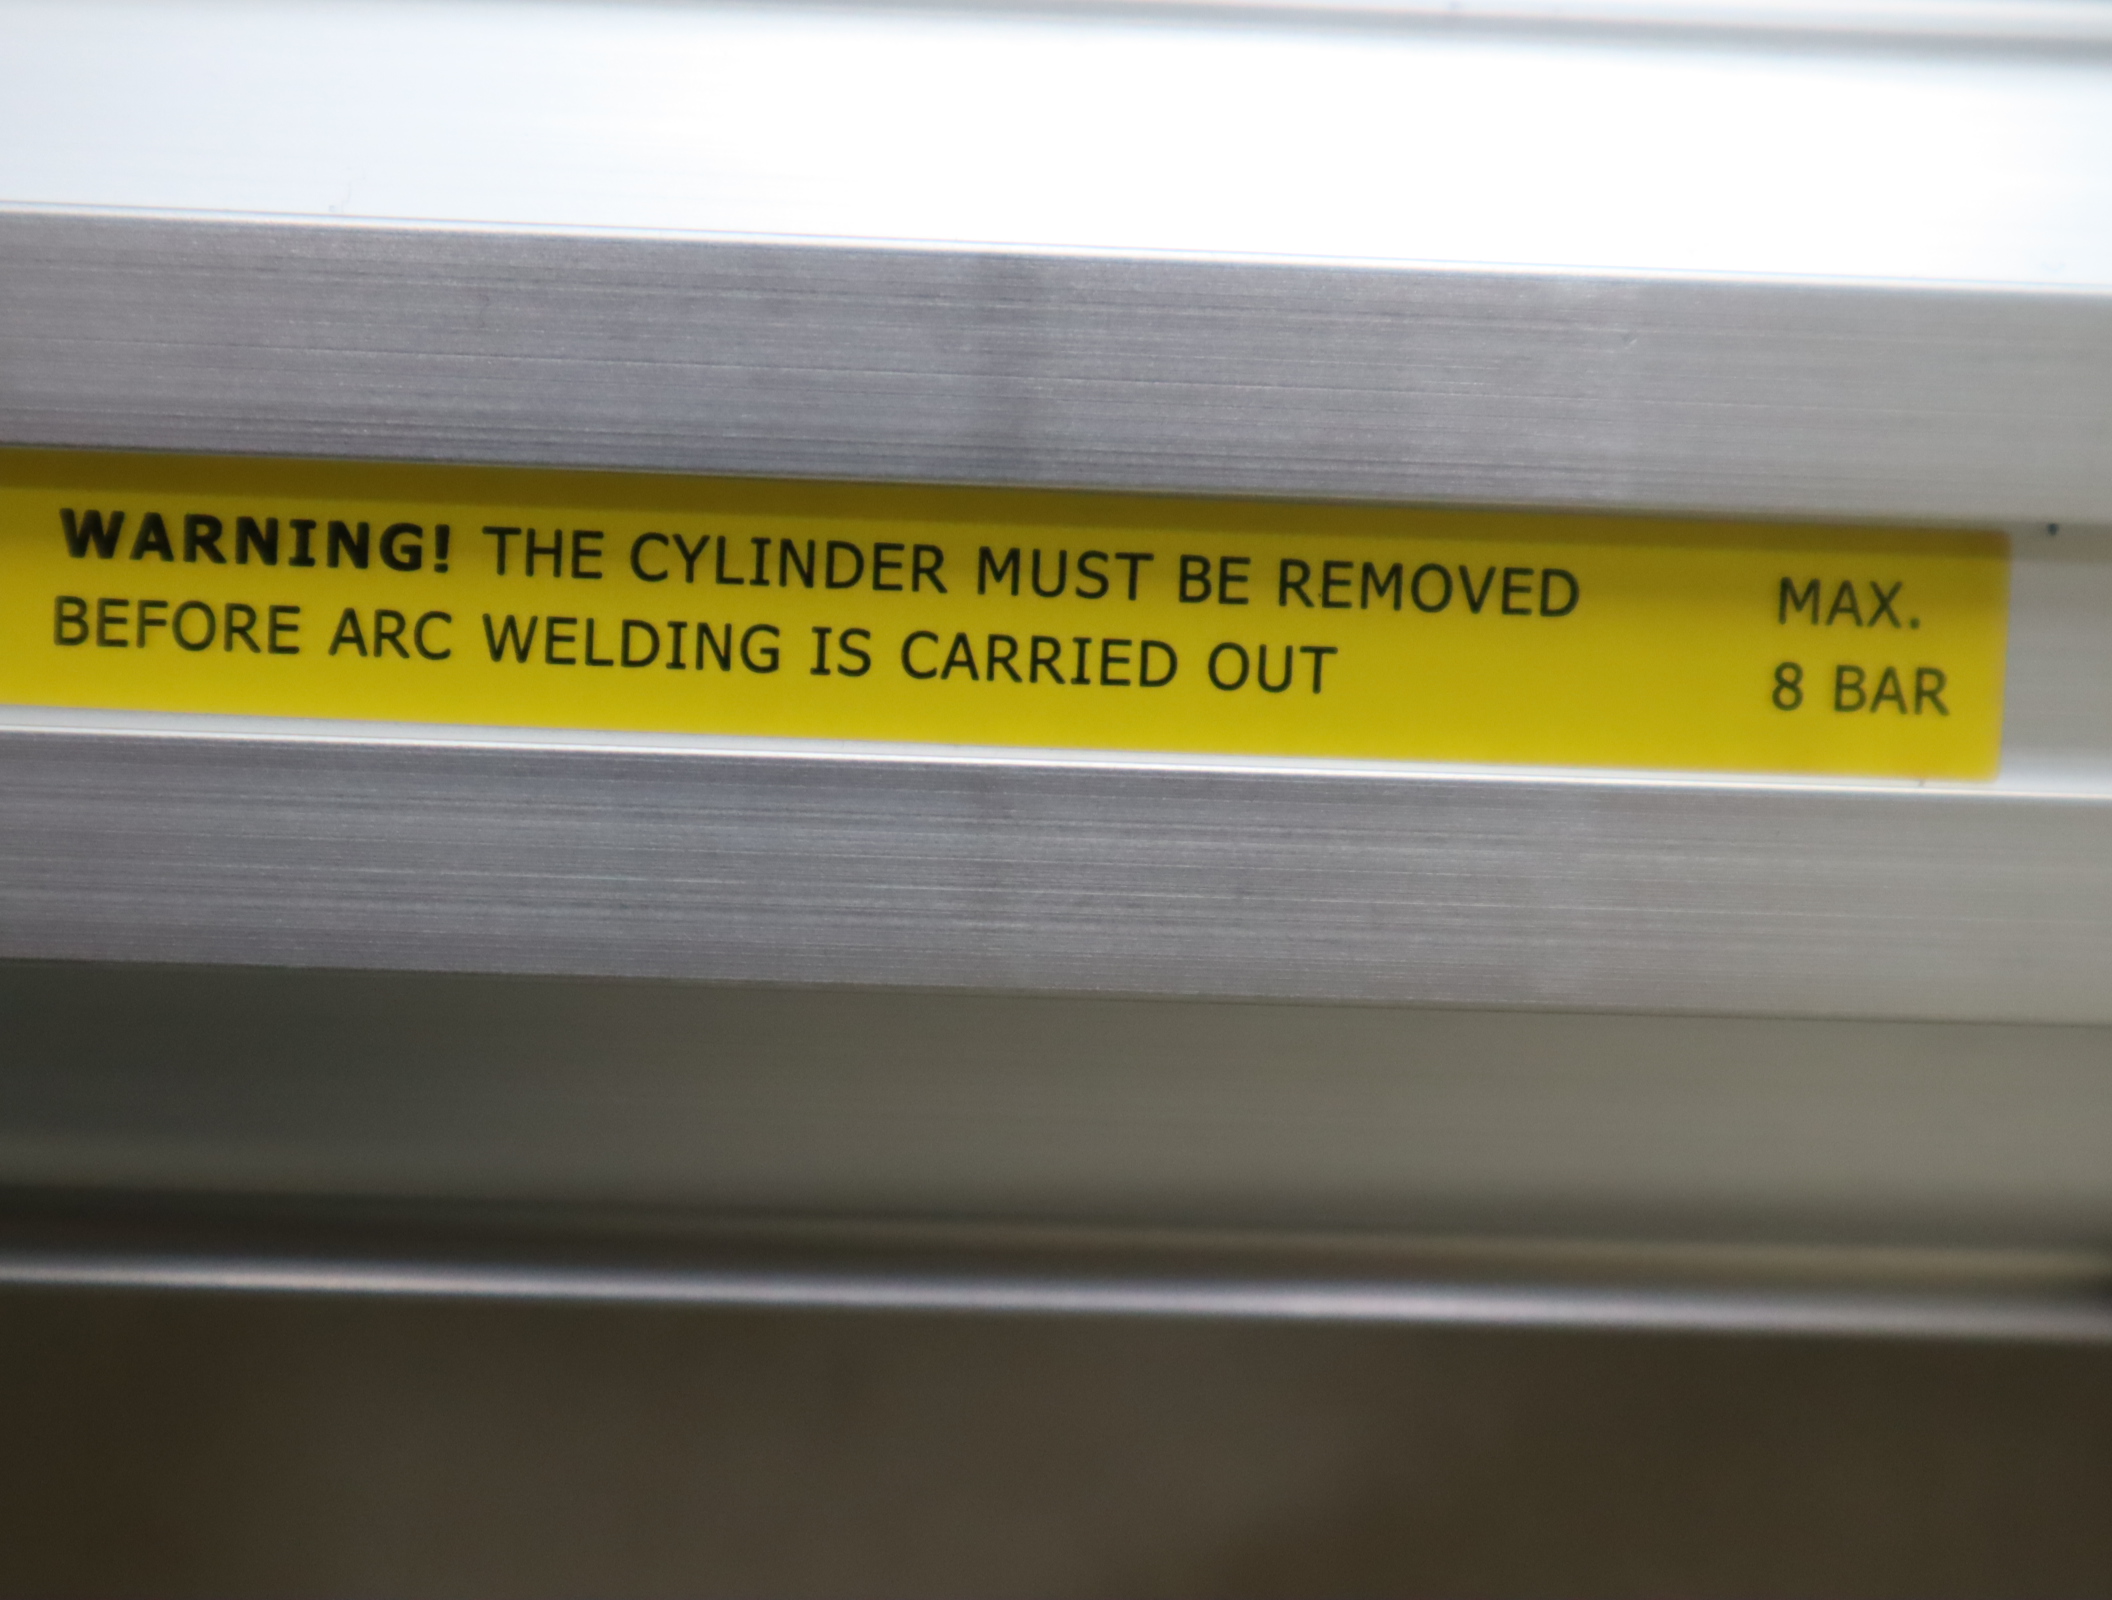 WARNING! THE CYLINDER MUST BE REMOVED
BEFORE ARC WELDING IS CARRIED OUT
MAX.
8 BAR